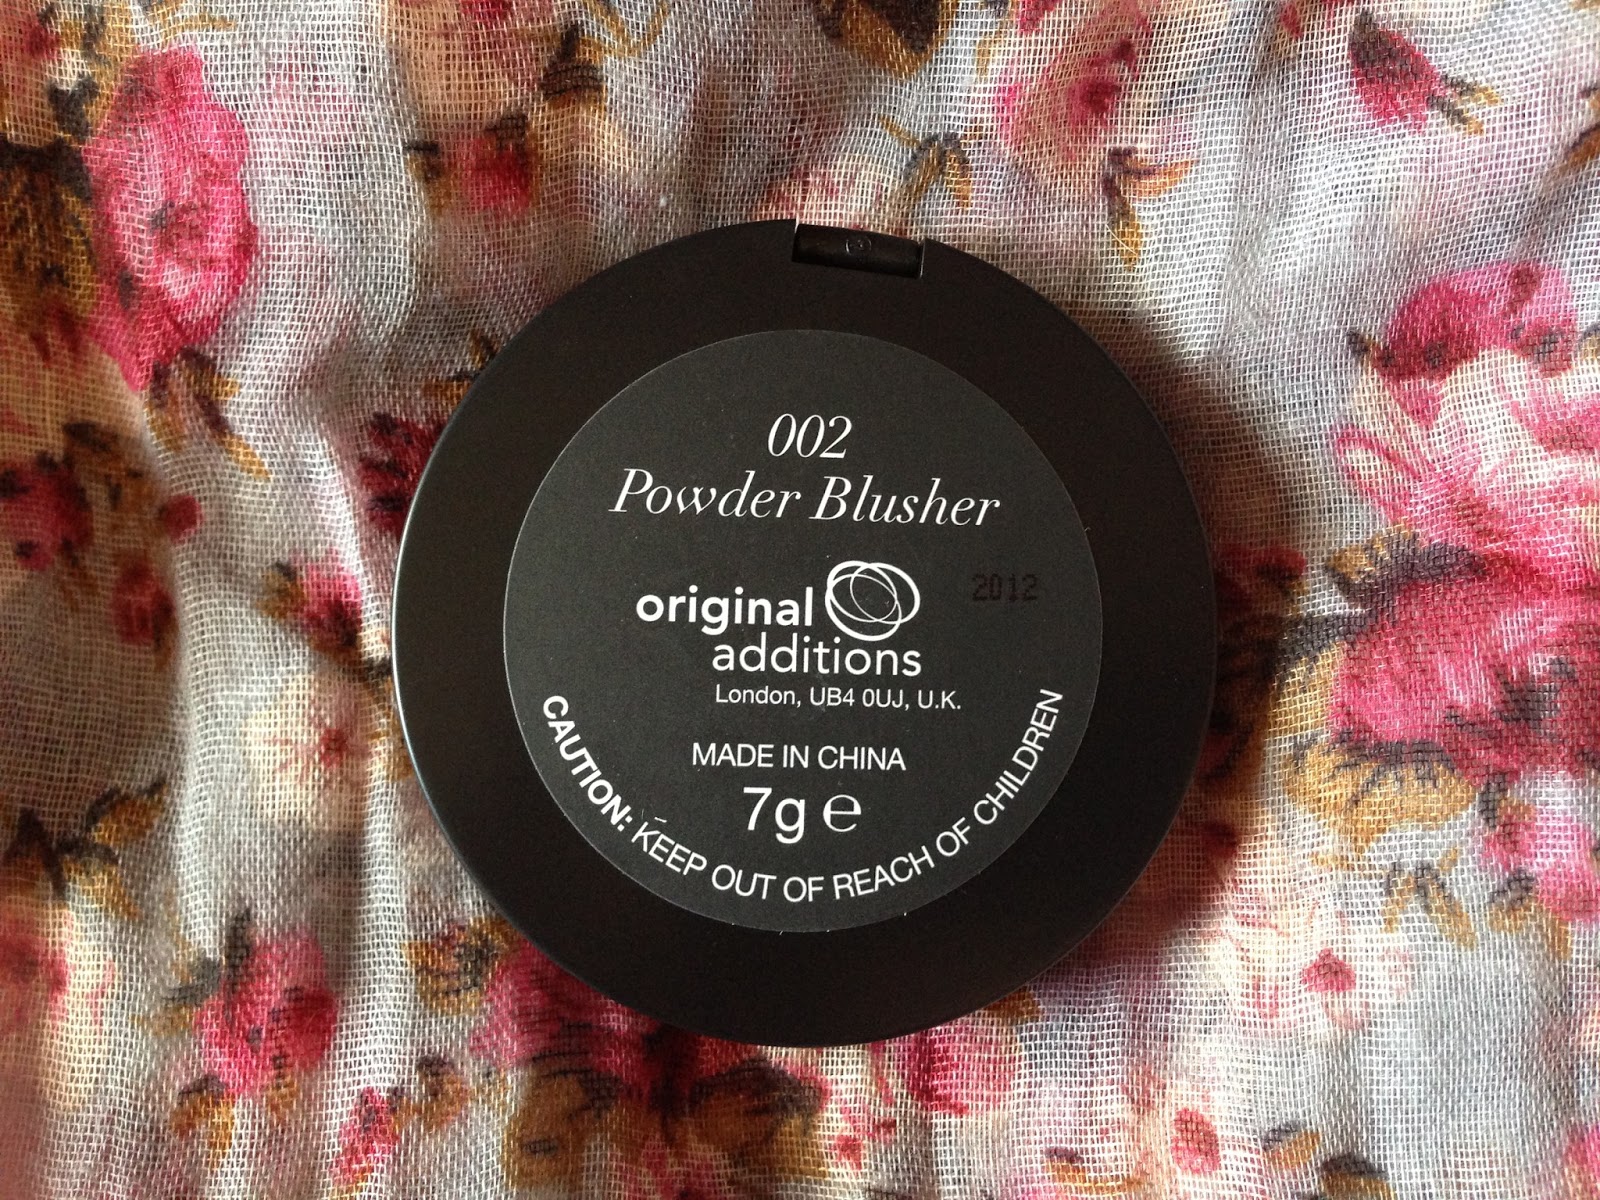 002
Powder Blusher
original
additions
2012
London, UB4 0UJ, U.K.
MADE IN CHINA
7g ℮
CAUTION: KEEP OUT OF REACH OF CHILDREN